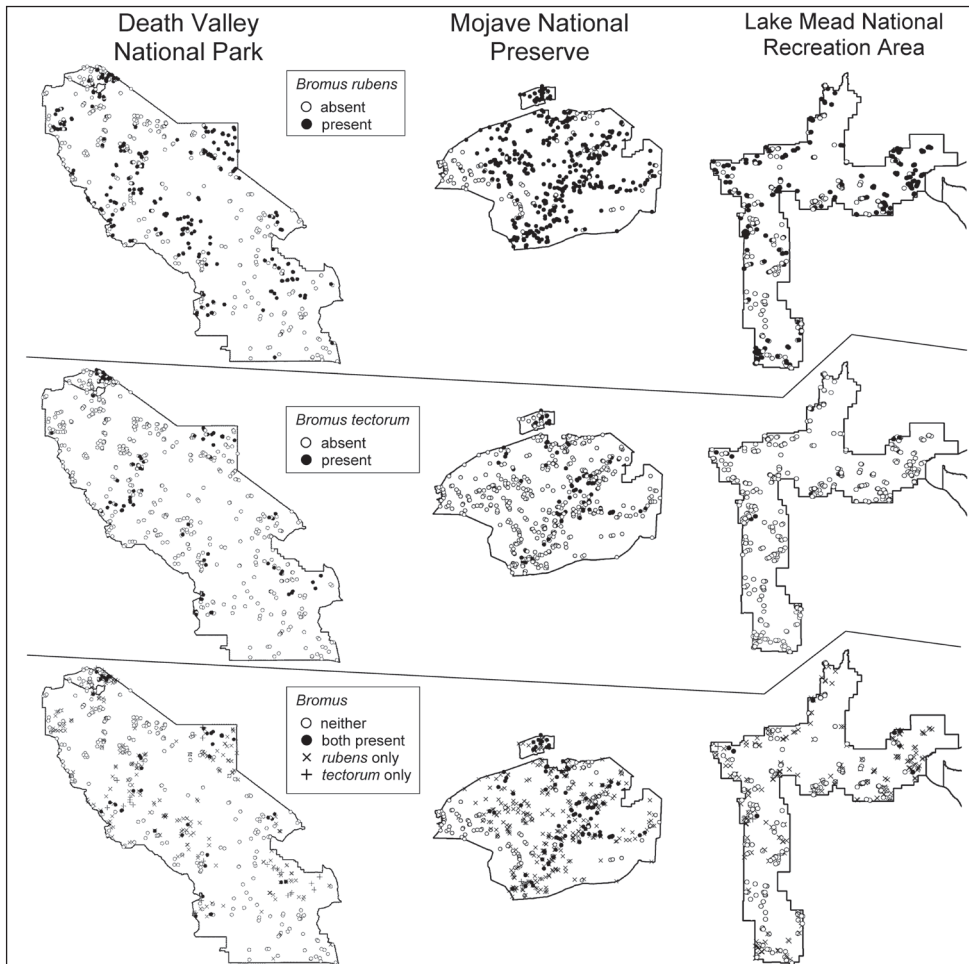 Death Valley
National Park
Mojave National
Preserve
Lake Mead National
Recreation Area
Bromus rubens
absent
present
Bromus tectorum
absent
present
Bromus
neither
both present
rubens only
tectorum only